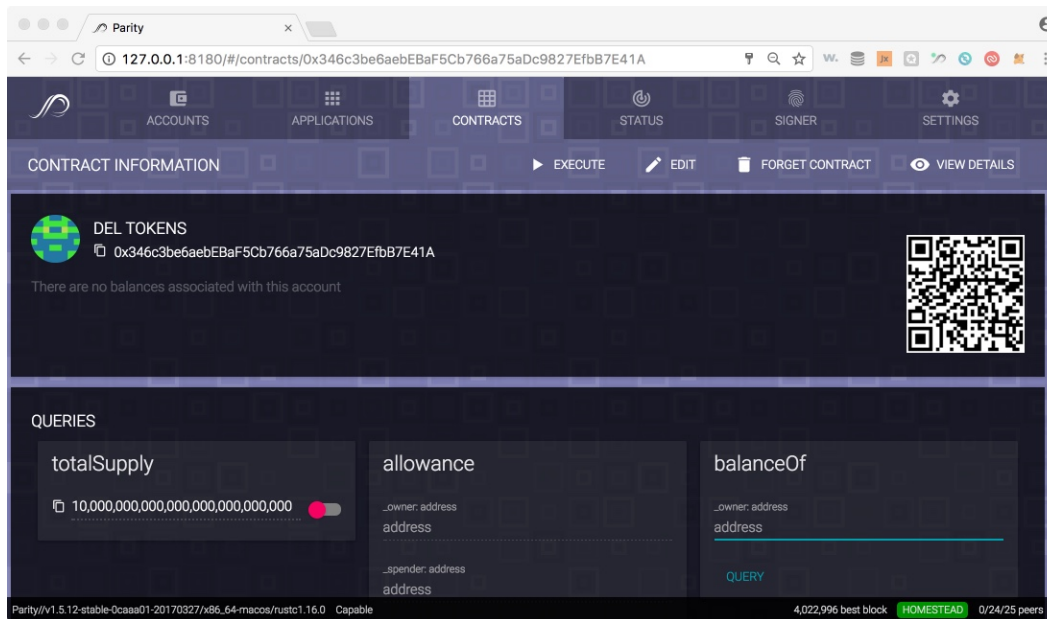 Parity
127.0.0.1:8180/#/contracts/0x346c3be6aebEBaF5Cb766a75aDc9827EfbB7E41A
W.
ACCOUNTS APPLICATIONS CONTRACTS STATUS SIGNER SETTINGS
CONTRACT INFORMATION EXECUTE EDIT FORGET CONTRACT VIEW DETAILS
DEL TOKENS
0x346c3be6aebEBaF5Cb766a75aDc9827EfbB7E41A
There are no balances associated with this account
QUERIES
totalSupply allowance balanceOf
10,000,000,000,000,000,000,000,000
_owner: address _owner: address
address address
_spender: address
QUERY
address
Parity//v1.5.12-stable-0caaa01-20170327/x86_64-macos/rustc1.16.0 Capable 4,022,996 best block HOMESTEAD 0/24/25 peers